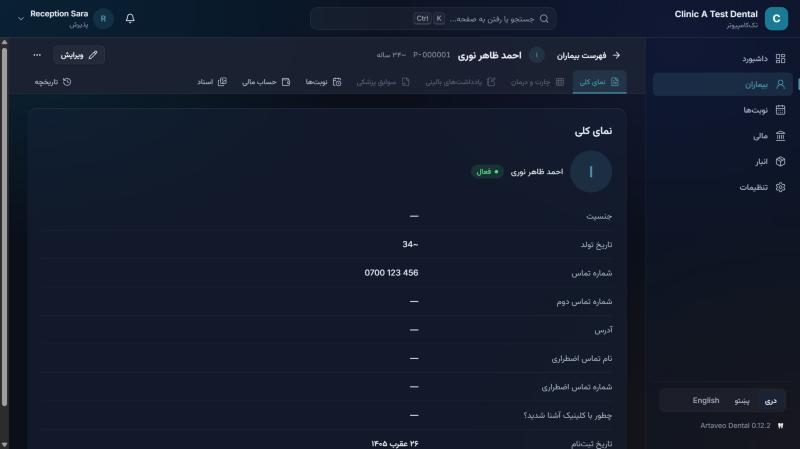 Clinic A Test Dental
تک‌کامپیوتر
C
جستجو یا رفتن به صفحه... Ctrl K
Reception Sara
پذیرش
R
داشبورد
بیماران
نوبت‌ها
مالی
انبار
تنظیمات
دری پښتو English
Artaveo Dental 0.12.2
فهرست بیماران
ا
احمد ظاهر نوری
P-000001
~۳۴ ساله
ویرایش
نمای کلی
چارت و درمان
یادداشت‌های بالینی
سوابق پزشکی
نوبت‌ها
حساب مالی
اسناد
تاریخچه
نمای کلی
ا
احمد ظاهر نوری
فعال
جنسیت —
تاریخ تولد ~34
شماره تماس 0700 123 456
شماره تماس دوم —
آدرس —
نام تماس اضطراری —
شماره تماس اضطراری —
چطور با کلینیک آشنا شدید؟ —
تاریخ ثبت‌نام ۲۶ عقرب ۱۴۰۵